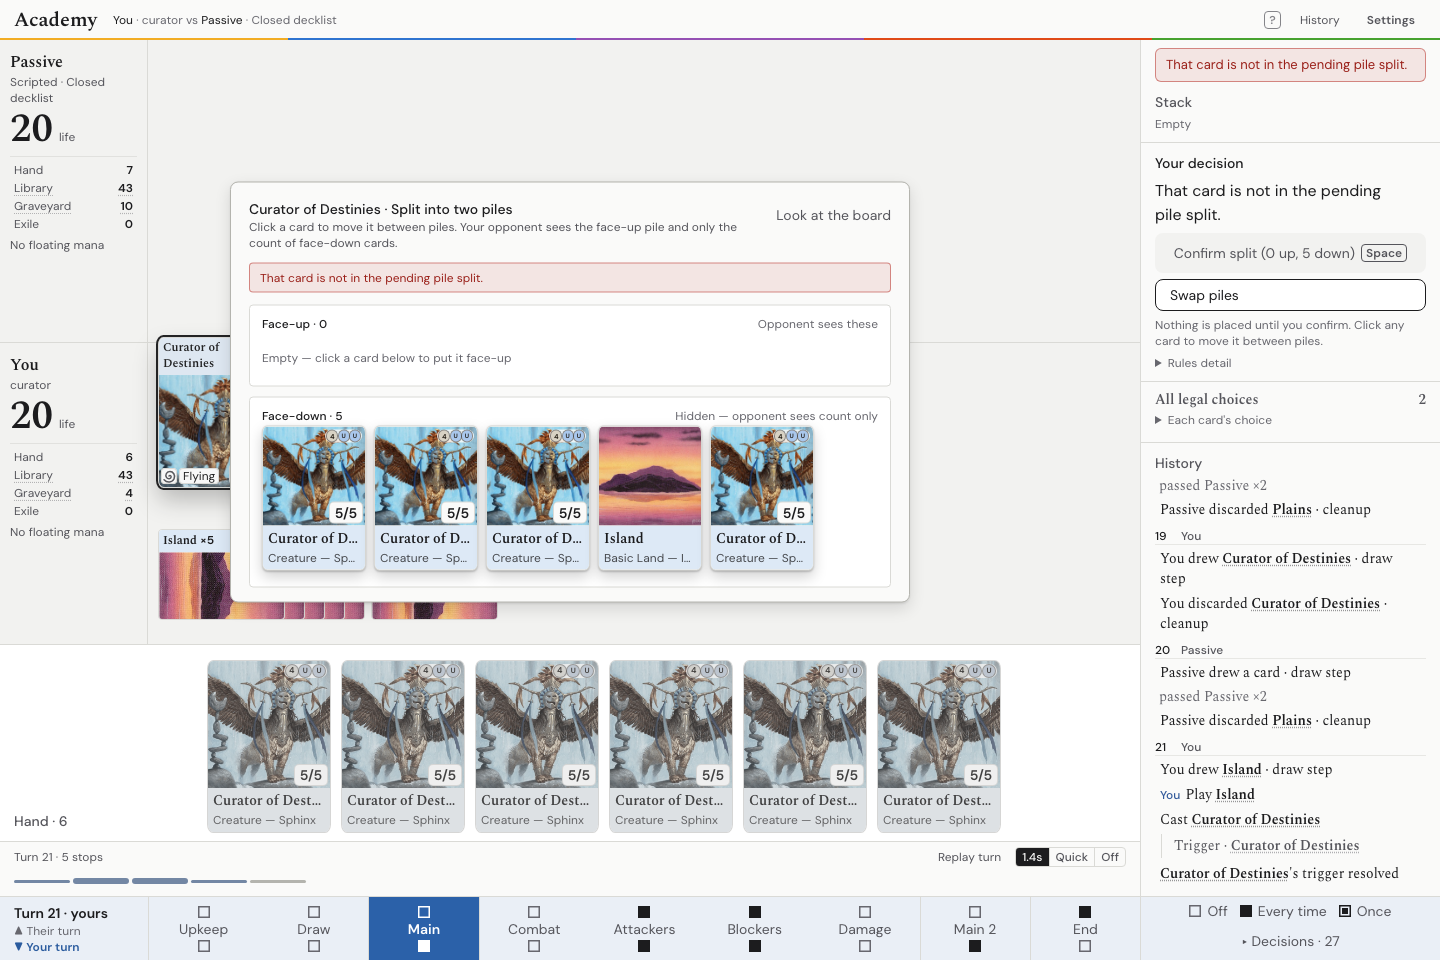 Academy
You · curator vs Passive · Closed decklist
?
History
Settings
Passive
Scripted · Closed
decklist
20 life
Hand 7
Library 43
Graveyard 10
Exile 0
No floating mana
You
curator
20 life
Hand 6
Library 43
Graveyard 4
Exile 0
No floating mana
Curator of
Destinies
Flying
Island ×5
Curator of Destinies · Split into two piles
Click a card to move it between piles. Your opponent sees the face-up pile and only the
count of face-down cards.
Look at the board
That card is not in the pending pile split.
Face-up · 0
Opponent sees these
Empty — click a card below to put it face-up
Face-down · 5
Hidden — opponent sees count only
4 U U
5/5
Curator of D...
Creature — Sp...
4 U U
5/5
Curator of D...
Creature — Sp...
4 U U
5/5
Curator of D...
Creature — Sp...
Island
Basic Land — I...
4 U U
5/5
Curator of D...
Creature — Sp...
Hand · 6
4 U U
5/5
Curator of Dest...
Creature — Sphinx
4 U U
5/5
Curator of Dest...
Creature — Sphinx
4 U U
5/5
Curator of Dest...
Creature — Sphinx
4 U U
5/5
Curator of Dest...
Creature — Sphinx
4 U U
5/5
Curator of Dest...
Creature — Sphinx
4 U U
5/5
Curator of Dest...
Creature — Sphinx
Turn 21 · 5 stops
Replay turn
1.4s
Quick
Off
Turn 21 · yours
▲ Their turn
▼ Your turn
Upkeep
Draw
Main
Combat
Attackers
Blockers
Damage
Main 2
End
That card is not in the pending pile split.
Stack
Empty
Your decision
That card is not in the pending
pile split.
Confirm split (0 up, 5 down) Space
Swap piles
Nothing is placed until you confirm. Click any
card to move it between piles.
▶ Rules detail
All legal choices 2
▶ Each card's choice
History
passed Passive ×2
Passive discarded Plains · cleanup
19 You
You drew Curator of Destinies · draw
step
You discarded Curator of Destinies ·
cleanup
20 Passive
Passive drew a card · draw step
passed Passive ×2
Passive discarded Plains · cleanup
21 You
You drew Island · draw step
You Play Island
Cast Curator of Destinies
Trigger · Curator of Destinies
Curator of Destinies's trigger resolved
Off
Every time
Once
▸ Decisions · 27